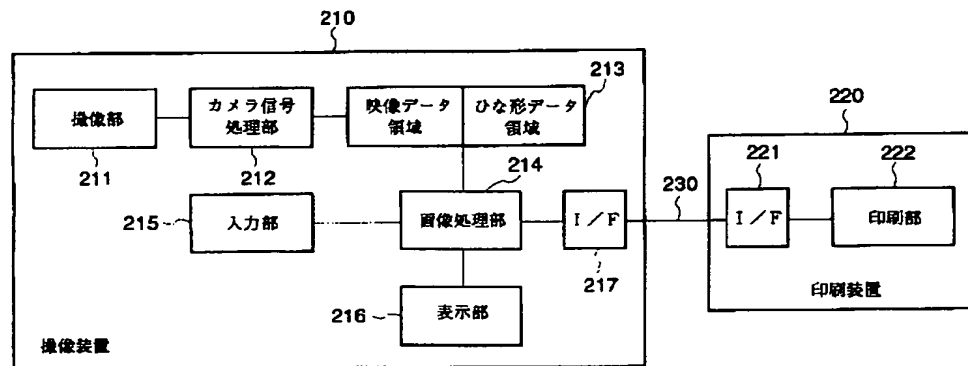 210
213
撮像部
カメラ信号
処理部
映像データ
領域
ひな形データ
領域
211
212
214
215
入力部
画像処理部
I/F
217
216
表示部
撮像装置
230
220
221
222
I/F
印刷部
印刷装置